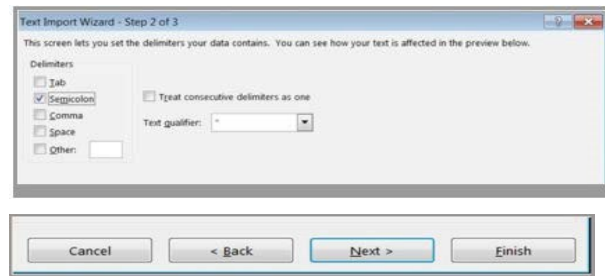 Text Import Wizard - Step 2 of 3
This screen lets you set the delimiters your data contains. You can see how your text is affected in the preview below.
Delimiters
Tab
Semicolon
Comma
Space
Other:
Treat consecutive delimiters as one
Text qualifier: "
Cancel < Back Next > Finish